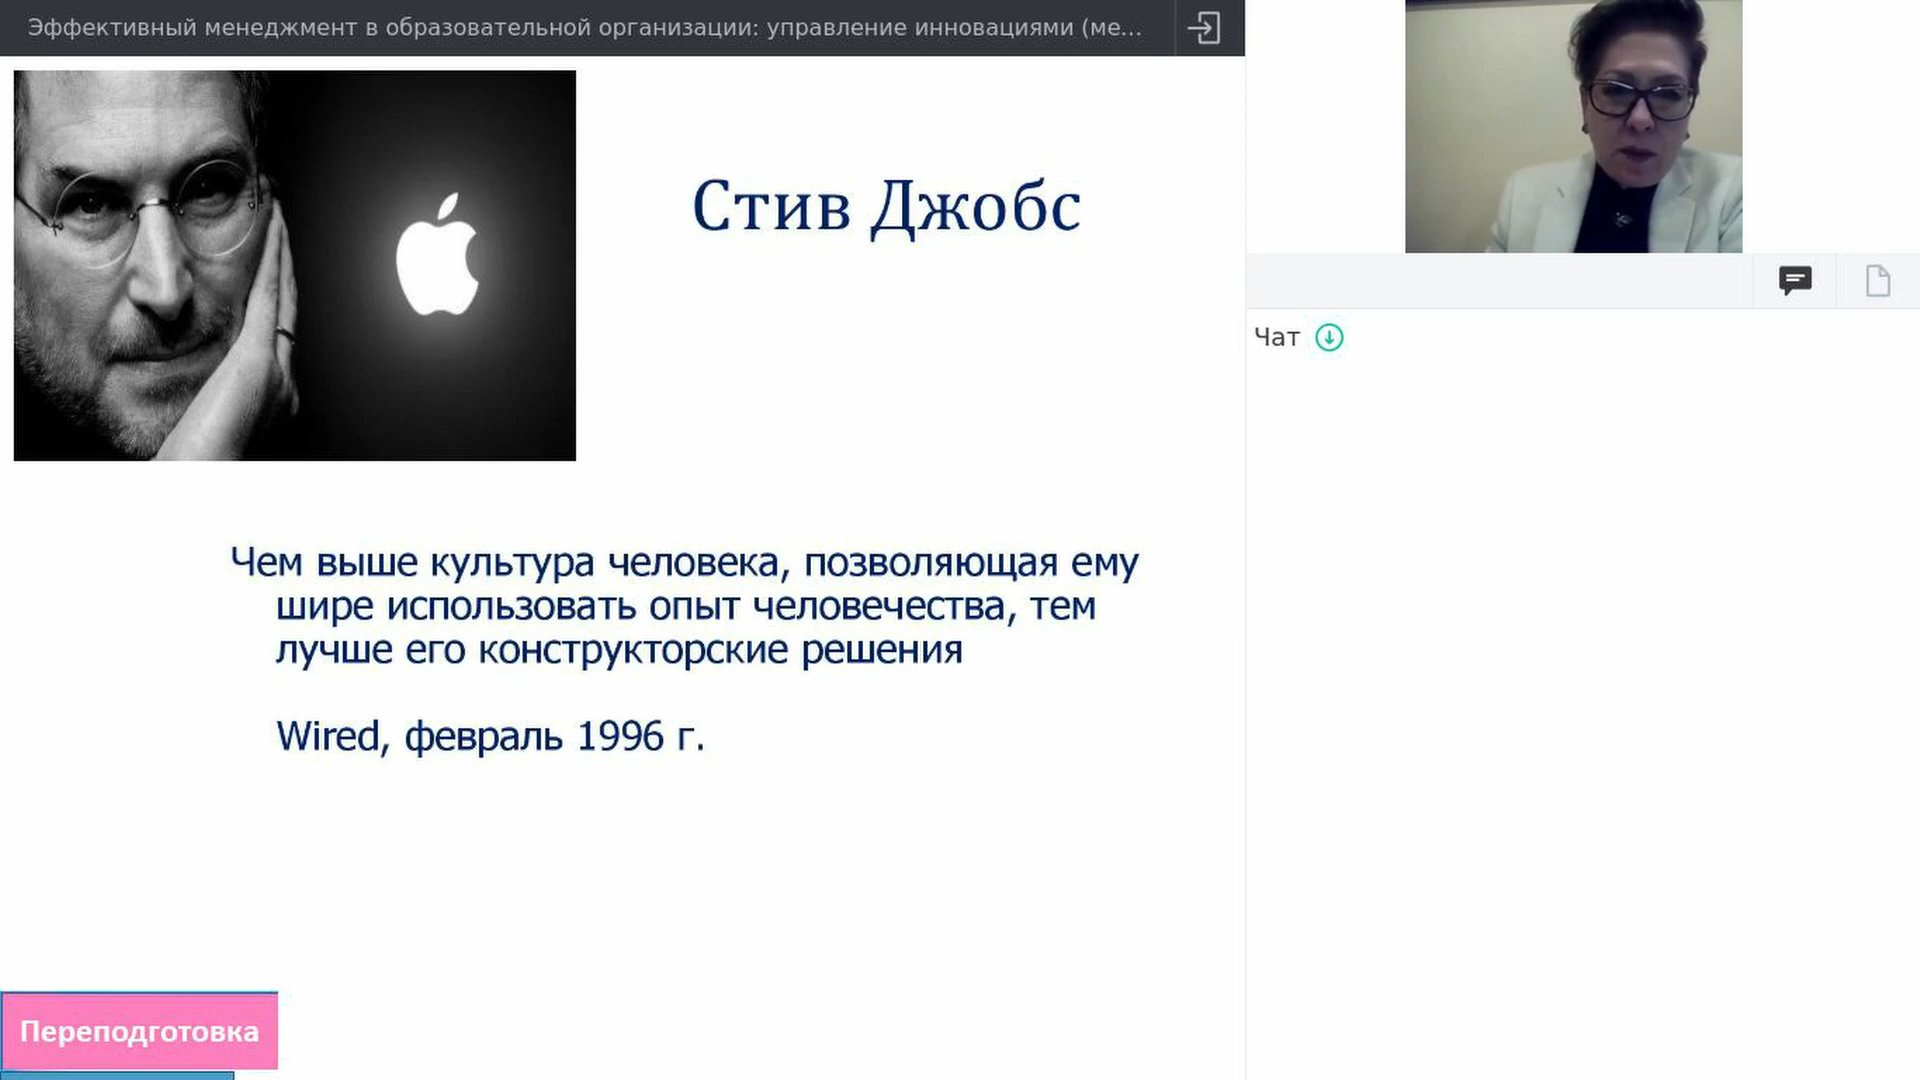 Эффективный менеджмент в образовательной организации: управление инновациями (ме...
Стив Джобс
Чат
Чем выше культура человека, позволяющая ему
шире использовать опыт человечества, тем
лучше его конструкторские решения
Wired, февраль 1996 г.
Переподготовка